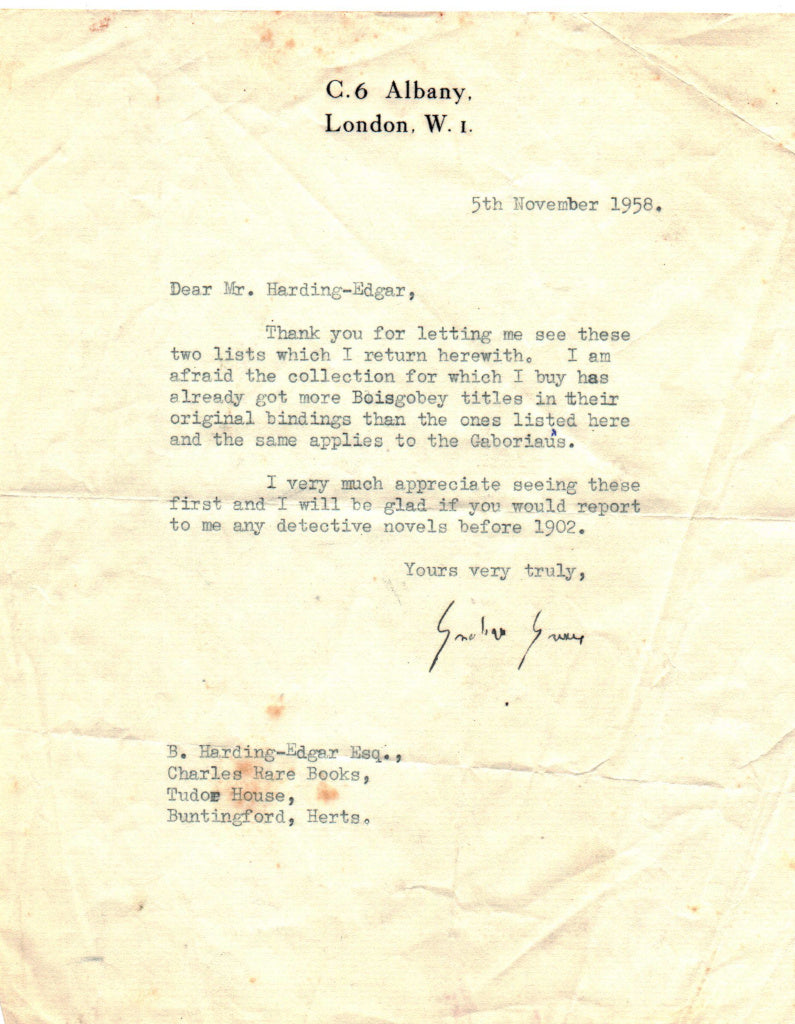 C.6 Albany,
London, W. 1.
5th November 1958.
Dear Mr. Harding-Edgar,
Thank you for letting me see these
two lists which I return herewith. I am
afraid the collection for which I buy has
already got more Boisgobey titles in their
original bindings than the ones listed here
and the same applies to the Gaboriau's.
I very much appreciate seeing these
first and I will be glad if you would report
to me any detective novels before 1902.
Yours very truly,
Graham Greene
B. Harding-Edgar Esq.,
Charles Rare Books,
Tudor House,
Buntingford, Herts.